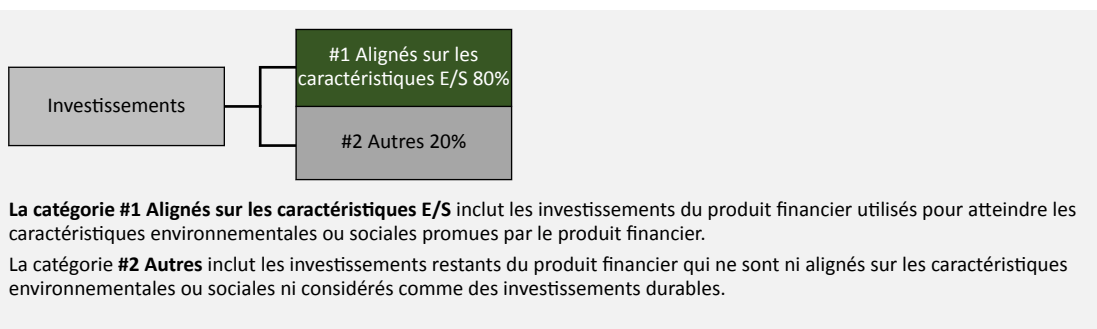 #1 Alignés sur les
caractéristiques E/S 80%
Investissements
#2 Autres 20%
La catégorie #1 Alignés sur les caractéristiques E/S inclut les investissements du produit financier utilisés pour atteindre les
caractéristiques environnementales ou sociales promues par le produit financier.
La catégorie #2 Autres inclut les investissements restants du produit financier qui ne sont ni alignés sur les caractéristiques
environnementales ou sociales ni considérés comme des investissements durables.